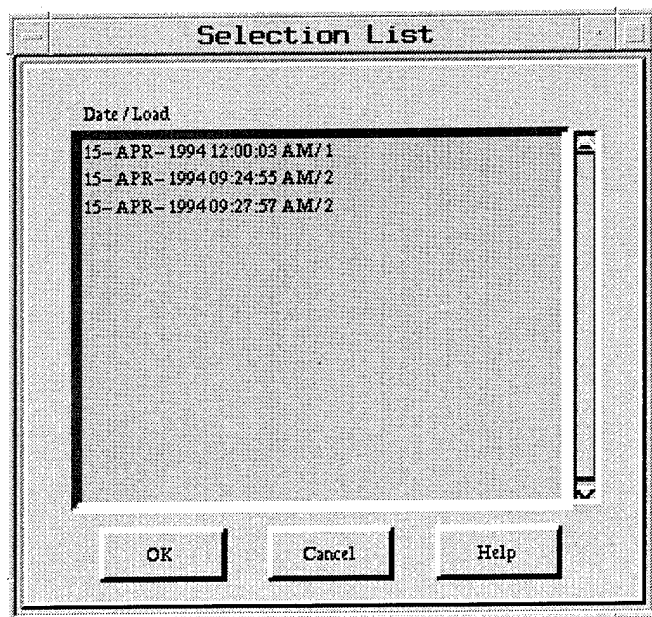 Selection List
Date / Load
15-APR-1994 12:00:03 AM/1
15-APR-1994 09:24:55 AM/2
15-APR-1994 09:27:57 AM/2
OK
Cancel
Help